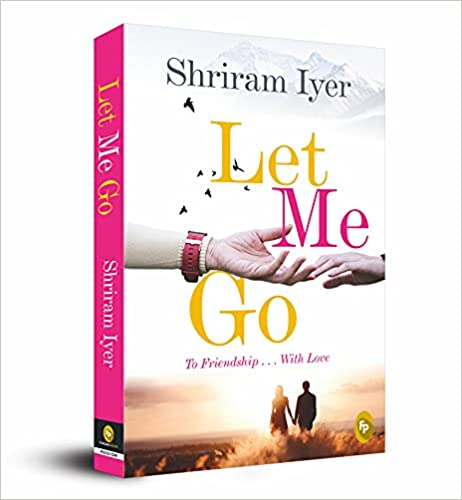 Let Me Go
Shriram Iyer
Shriram Iyer
Let
Me
Go
To Friendship . . . With Love
FP